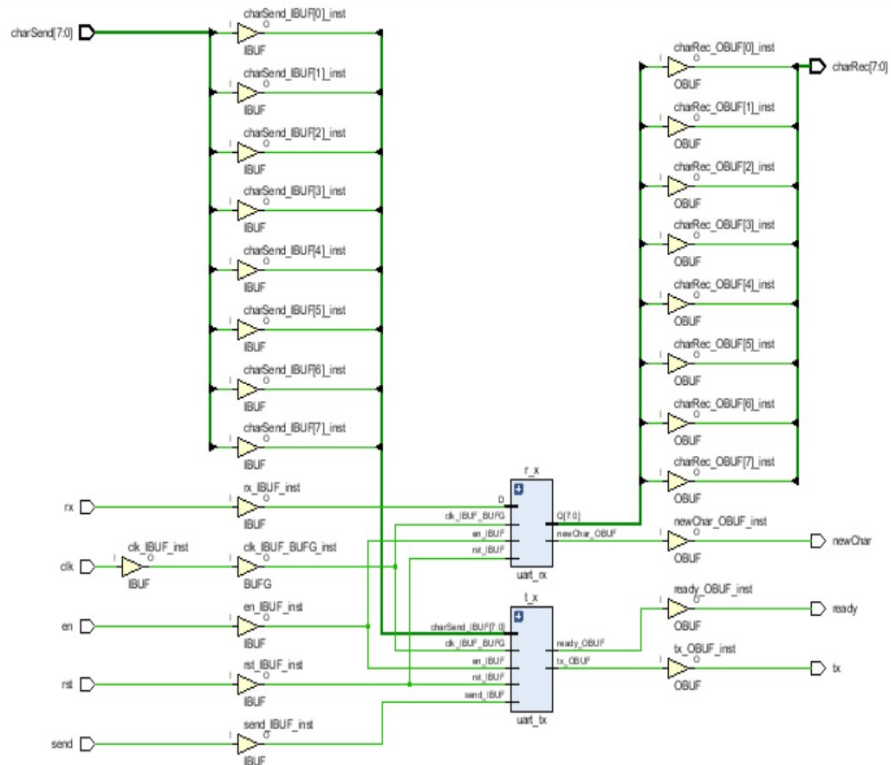 charSend[7:0]
charSend_IBUF[0]_inst
I
O
IBUF
charSend_IBUF[1]_inst
I
O
IBUF
charSend_IBUF[2]_inst
I
O
IBUF
charSend_IBUF[3]_inst
I
O
IBUF
charSend_IBUF[4]_inst
I
O
IBUF
charSend_IBUF[5]_inst
I
O
IBUF
charSend_IBUF[6]_inst
I
O
IBUF
charSend_IBUF[7]_inst
I
O
IBUF
rx
rx_IBUF_inst
I
O
IBUF
clk
clk_IBUF_inst
I
O
IBUF
clk_IBUF_BUFG_inst
I
O
BUFG
en
en_IBUF_inst
I
O
IBUF
rst
rst_IBUF_inst
I
O
IBUF
send
send_IBUF_inst
I
O
IBUF
r_x
D
clk_IBUF_BUFG
en_IBUF
rst_IBUF
Q[7:0]
newChar_OBUF
uart_rx
t_x
charSend_IBUF[7:0]
clk_IBUF_BUFG
en_IBUF
rst_IBUF
send_IBUF
ready_OBUF
tx_OBUF
uart_tx
charRec_OBUF[0]_inst
I
O
OBUF
charRec[7:0]
charRec_OBUF[1]_inst
I
O
OBUF
charRec_OBUF[2]_inst
I
O
OBUF
charRec_OBUF[3]_inst
I
O
OBUF
charRec_OBUF[4]_inst
I
O
OBUF
charRec_OBUF[5]_inst
I
O
OBUF
charRec_OBUF[6]_inst
I
O
OBUF
charRec_OBUF[7]_inst
I
O
OBUF
newChar_OBUF_inst
I
O
OBUF
newChar
ready_OBUF_inst
I
O
OBUF
ready
tx_OBUF_inst
I
O
OBUF
tx